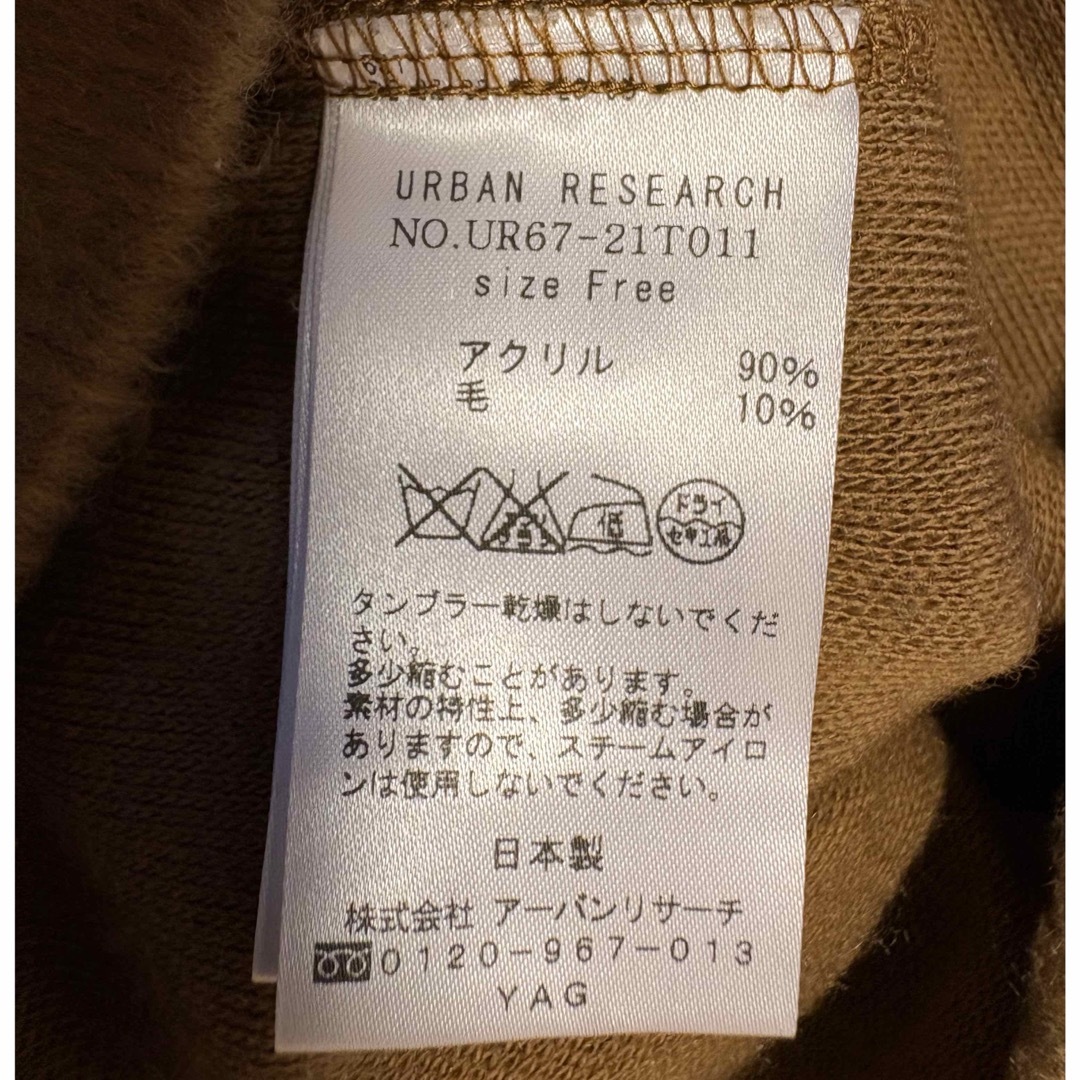 URBAN RESEARCH
NO.UR67-21T011
size Free
アクリル 90%
毛 10%
低
ドライ
セキユ系
タンブラー乾燥はしないでくだ
さい。
多少縮むことがあります。
素材の特性上、多少縮む場合が
ありますので、スチームアイロ
ンは使用しないでください。
日本製
株式会社 アーバンリサーチ
0120-967-013
YAG